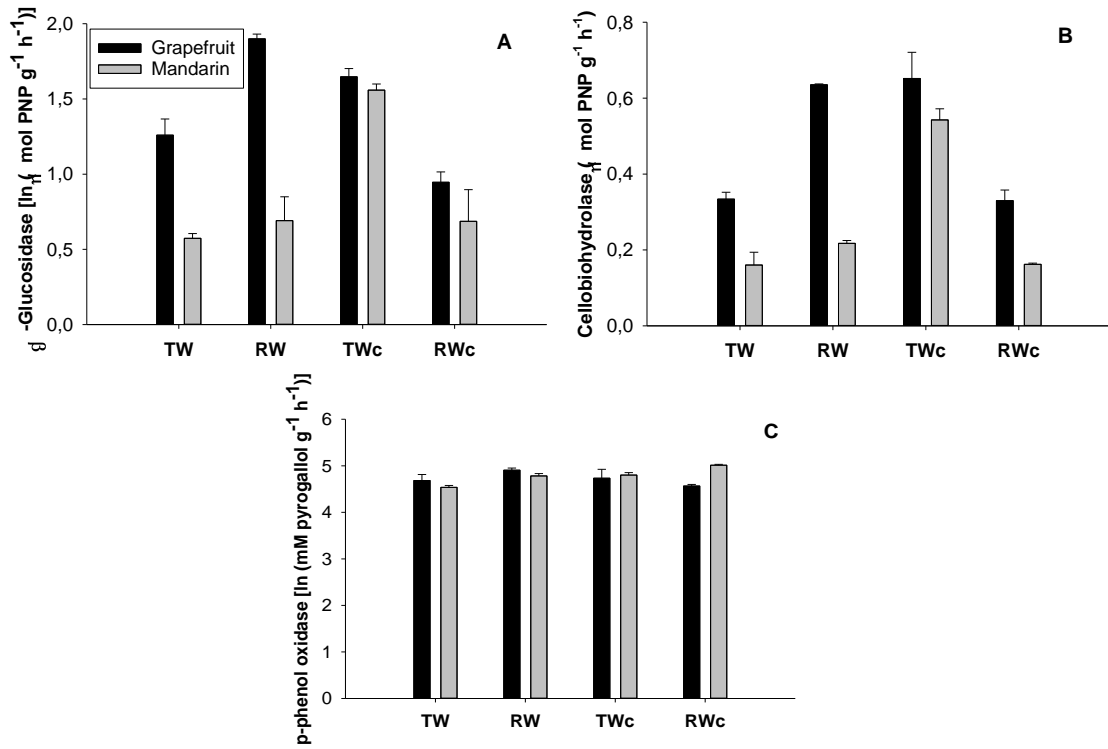 β-Glucosidase [ln ( mol PNP g-1 h-1)]
2,0
1,5
1,0
0,5
0,0
Grapefruit
Mandarin
A
TW RW TWc RWc
Cellobiohydrolase ( mol PNP g-1 h-1)
0,8
0,6
0,4
0,2
0,0
B
TW RW TWc RWc
p-phenol oxidase [ln (mM pyrogallol g-1 h-1)]
6
5
4
3
2
1
0
C
TW RW TWc RWc